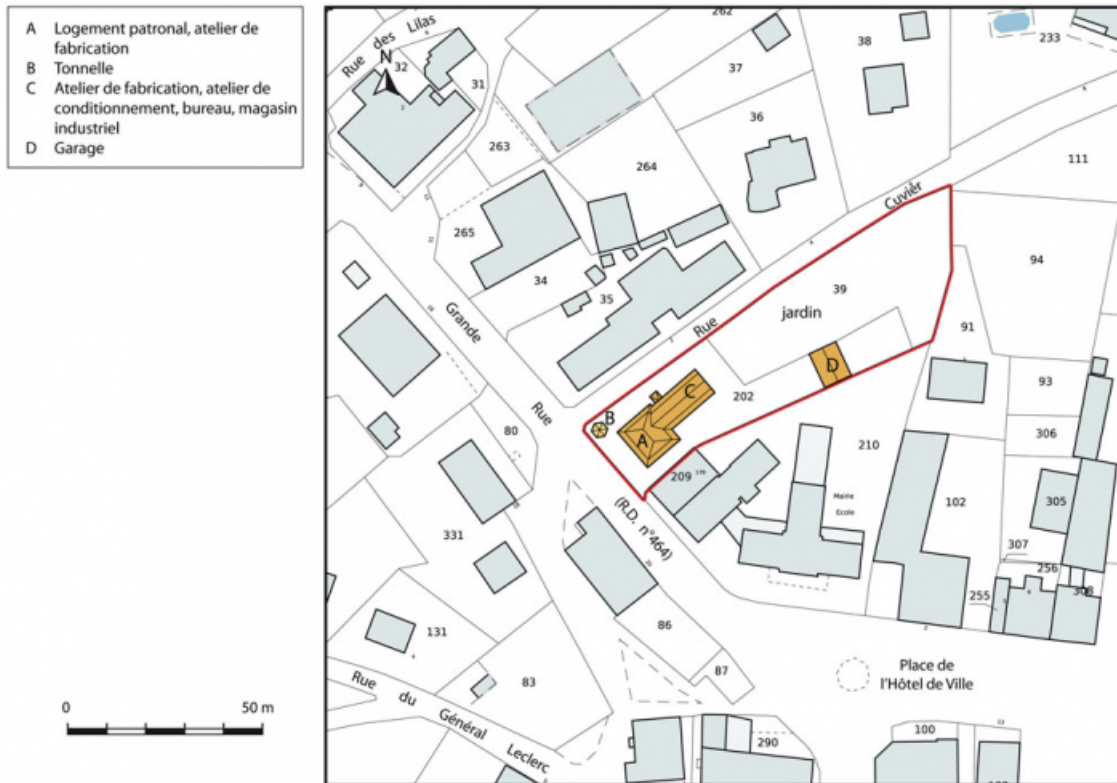 A Logement patronal, atelier de
fabrication
B Tonnelle
C Atelier de fabrication, atelier de
conditionnement, bureau, magasin
industriel
D Garage
N
0 50 m
Rue des Lilas
32
31
262
37
38
233
36
263
264
111
265
34
35
Cuvier
Rue
39
jardin
94
91
93
Grande
Rue
D
C
B
A
202
80
209
210
306
102
305
Mairie
Ecole
(R.D. n°464)
331
307
256
255
308
86
131
87
83
Place de
l'Hôtel de Ville
Rue du Général Leclerc
290
100